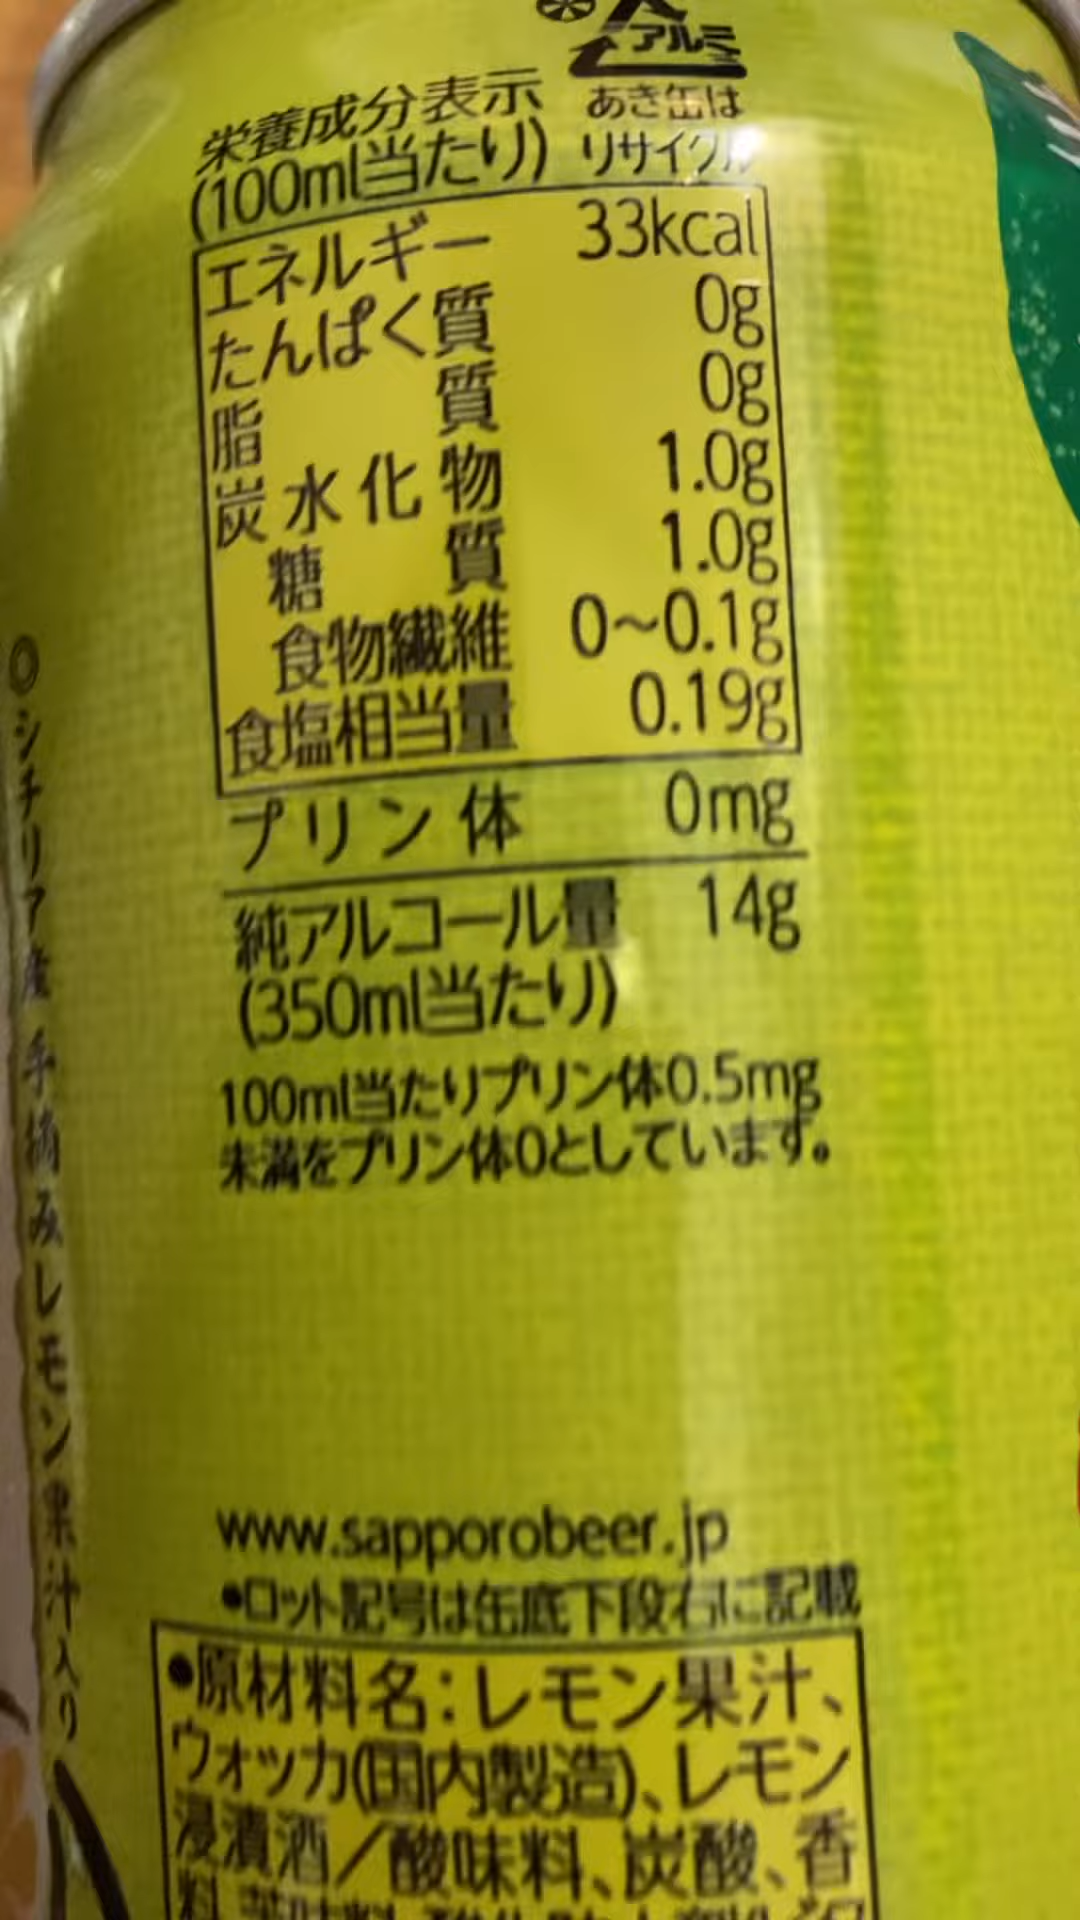 アルミ
あき缶は
リサイクル
栄養成分表示
(100ml当たり)
エネルギー 33kcal
たんぱく質 0g
脂質 0g
炭水化物 1.0g
糖質 1.0g
食物繊維 0~0.1g
食塩相当量 0.19g
プリン体 0mg
純アルコール量 14g
(350ml当たり)
100ml当たりプリン体0.5mg
未満をプリン体0としています。
www.sapporobeer.jp
●ロット記号は缶底下段右に記載
●原材料名:レモン果汁、
ウォッカ(国内製造)、レモン
浸漬酒/酸味料、炭酸、香
◎シチリア産 手摘みレモン果汁入り